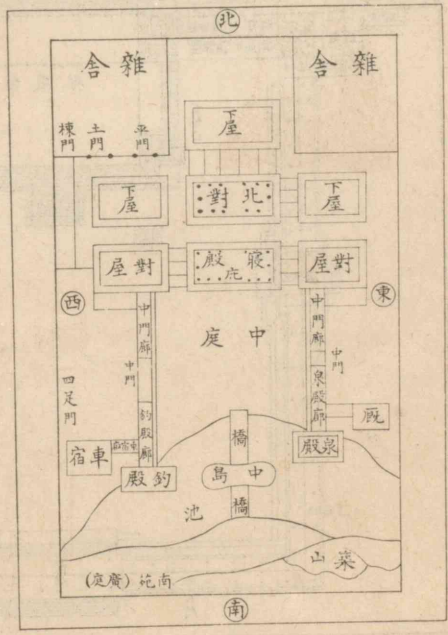 北
舍雜
舍雜
下屋
棟門
土門
平門
下屋
對北
下屋
屋對
殿寢
庇
屋對
西
東
中門廊
中門
庭中
中門廊
中門
泉殿廊
四足門
釣殿廊
厩
宿車
橋
殿泉
殿釣
島中
池
橋
山築
(庭廣) 苑南
南